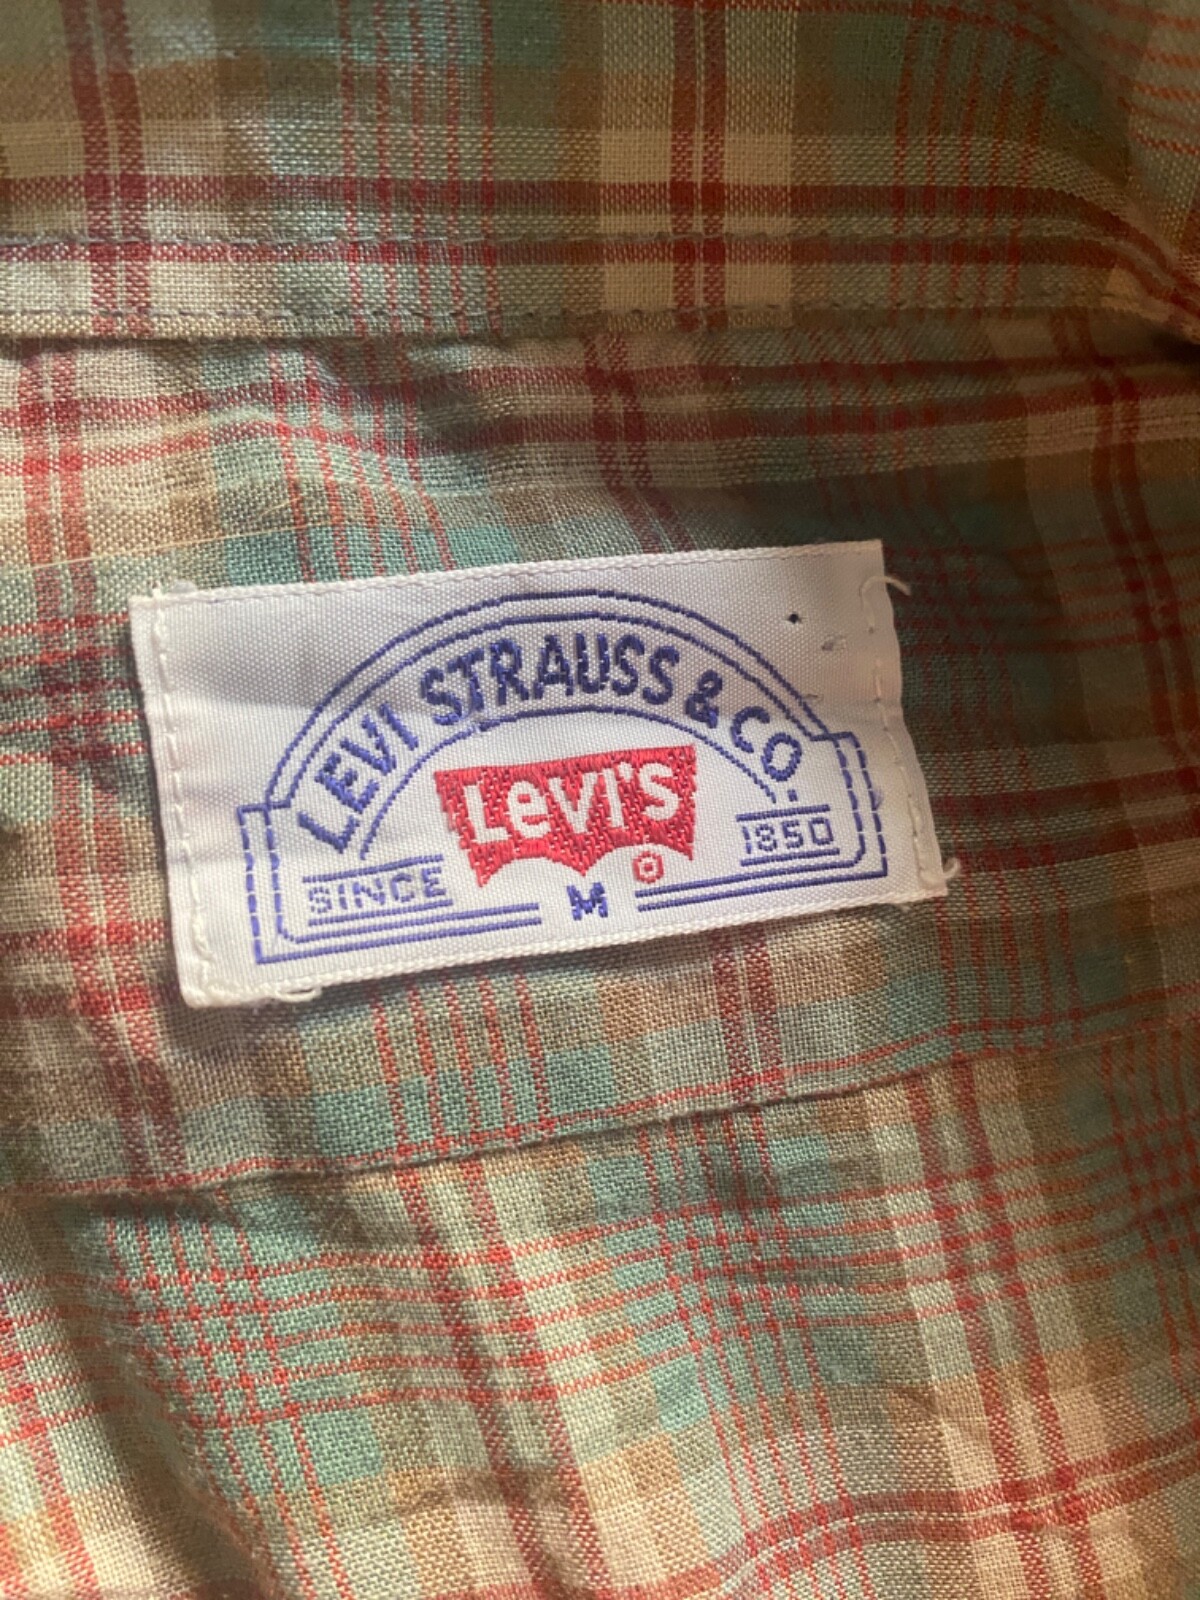 LEVI STRAUSS & CO.
LeVI'S
SINCE
1850
M